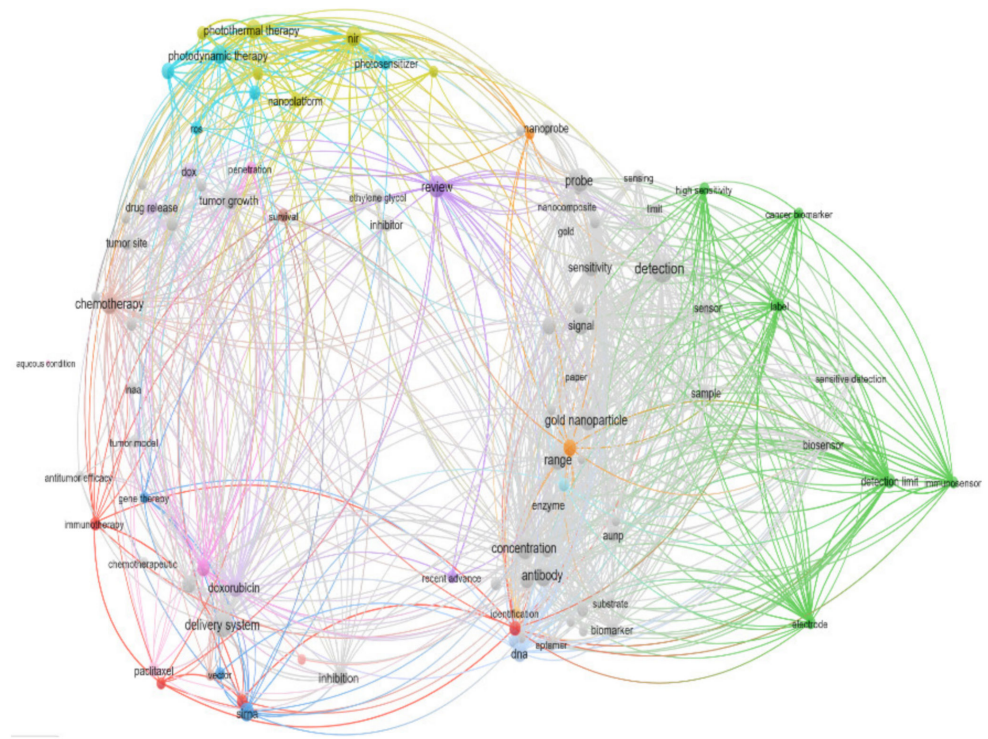 photothermal therapy
nir
photodynamic therapy
photosensitizer
nanoplatform
ros
nanoprobe
dox
penetration
review
probe
sensing
high sensitivity
drug release
tumor growth
ethylene glycol
nanocomposite
limit
cancer biomarker
survival
inhibitor
gold
tumor site
sensitivity
detection
chemotherapy
sensor
label
signal
aqueous condition
paper
sensitive detection
inaa
sample
gold nanoparticle
tumor model
biosensor
range
antitumor efficacy
detection limit
immunosensor
gene therapy
enzyme
immunotherapy
aunp
concentration
chemotherapeutic
recent advance
antibody
doxorubicin
substrate
identification
delivery system
biomarker
electrode
aptamer
dna
paclitaxel
vector
inhibition
sirna